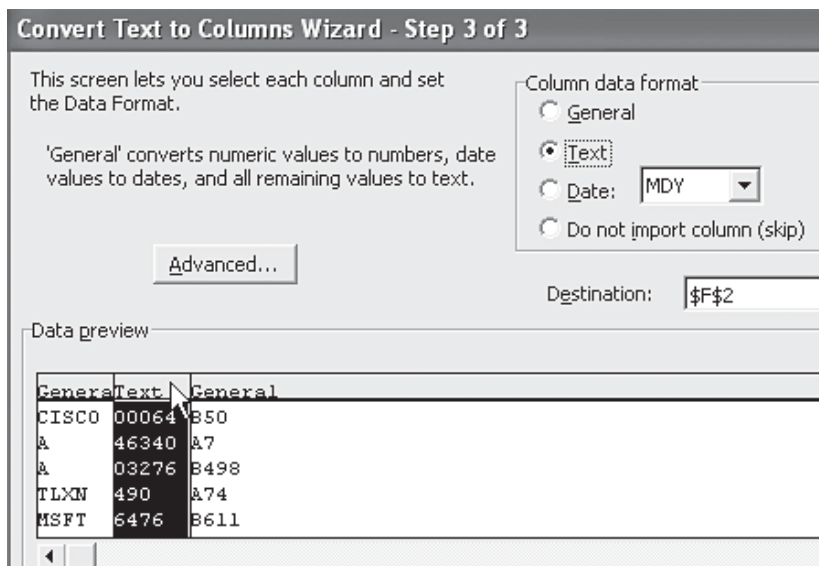 Convert Text to Columns Wizard - Step 3 of 3
This screen lets you select each column and set
the Data Format.
'General' converts numeric values to numbers, date
values to dates, and all remaining values to text.
Advanced...
Column data format
General
Text
Date: MDY
Do not import column (skip)
Destination: $F$2
Data preview
Genera Text General
CISCO 00064 B50
A 46340 A7
A 03276 B498
TLXN 490 A74
MSFT 6476 B611